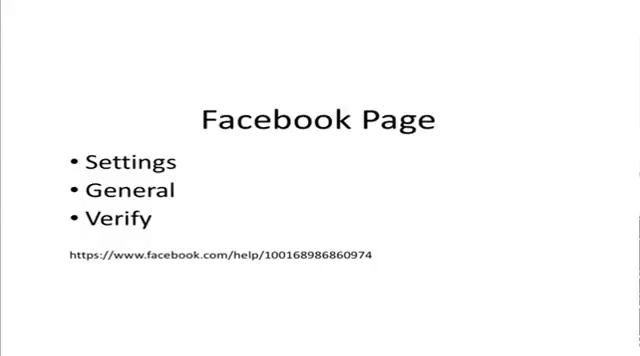 Facebook Page
• Settings
• General
• Verify
https://www.facebook.com/help/100168986860974